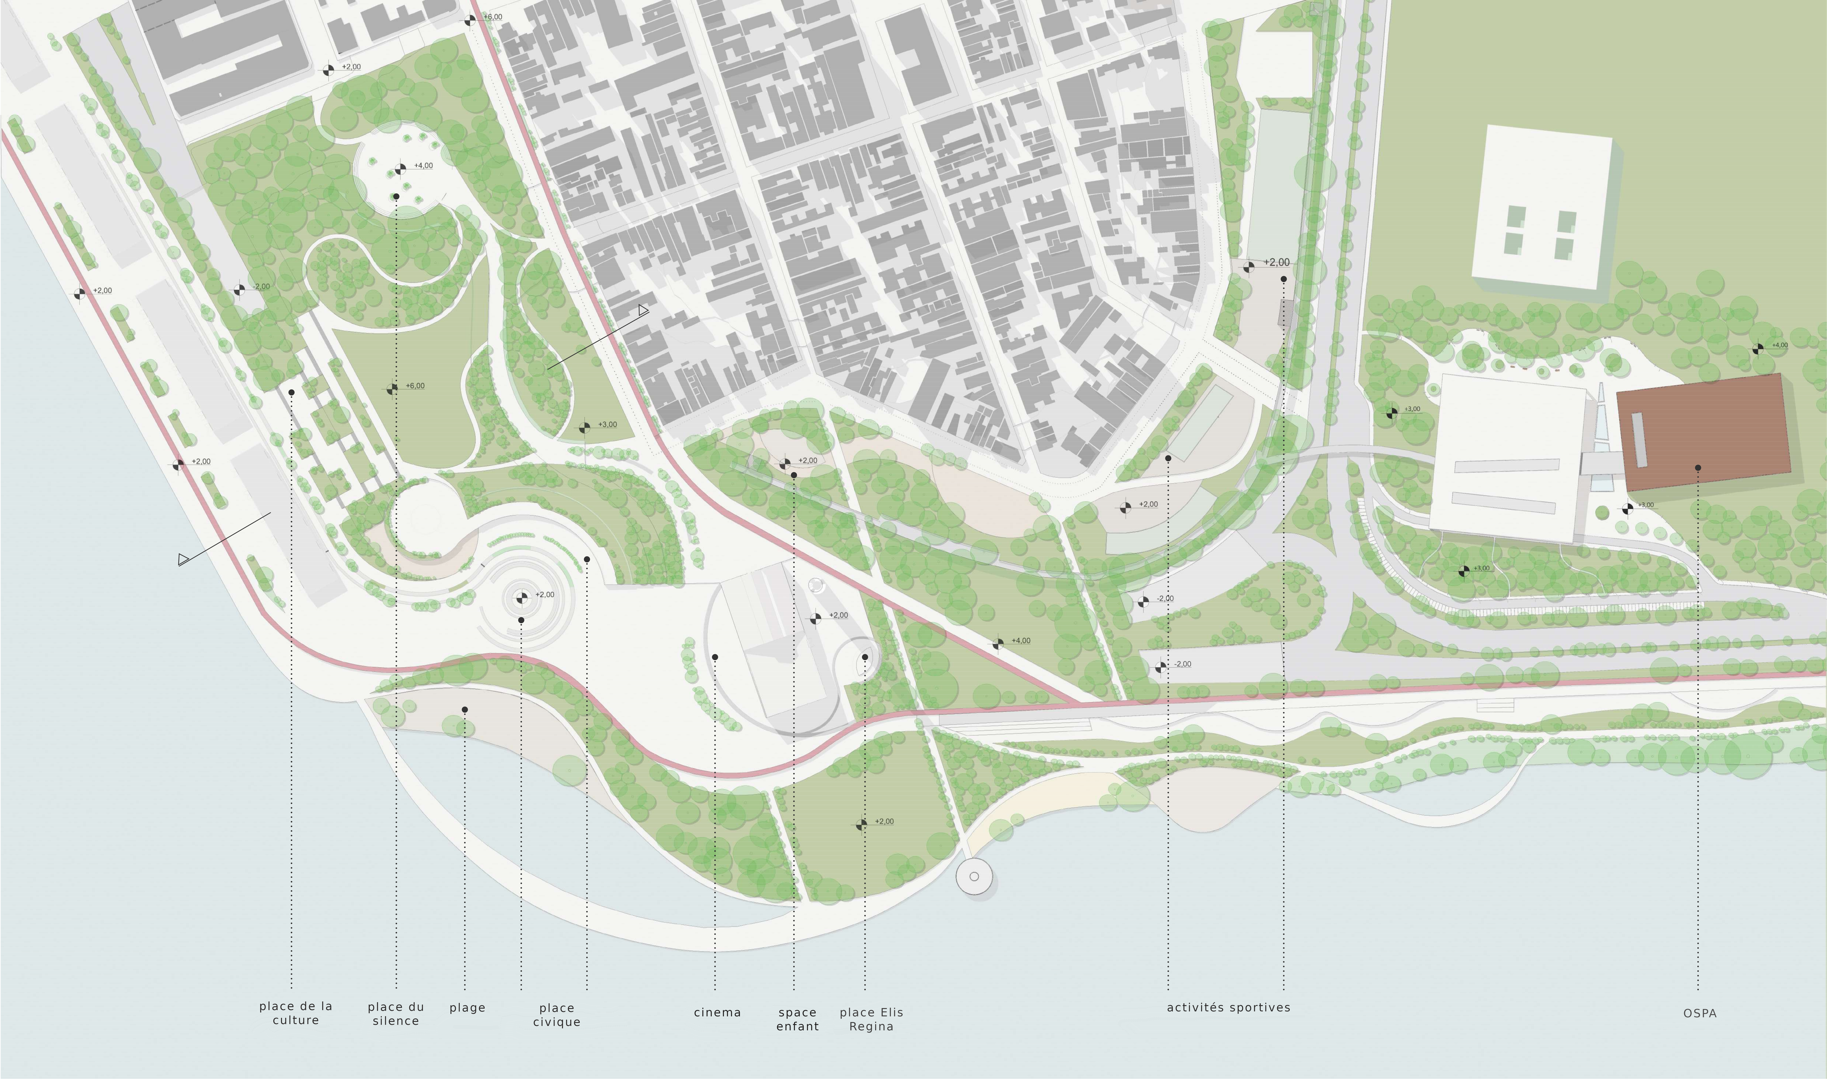 +6,00
+2,00
+4,00
+2,00
-2,00
+2,00
+6,00
+3,00
+2,00
+2,00
+4,00
+3,00
+2,00
+2,00
+3,00
+3,00
+2,00
-2,00
+2,00
+4,00
-2,00
+2,00
place de la
culture
place du
silence
plage
place
civique
cinema
space
enfant
place Elis
Regina
activités sportives
OSPA